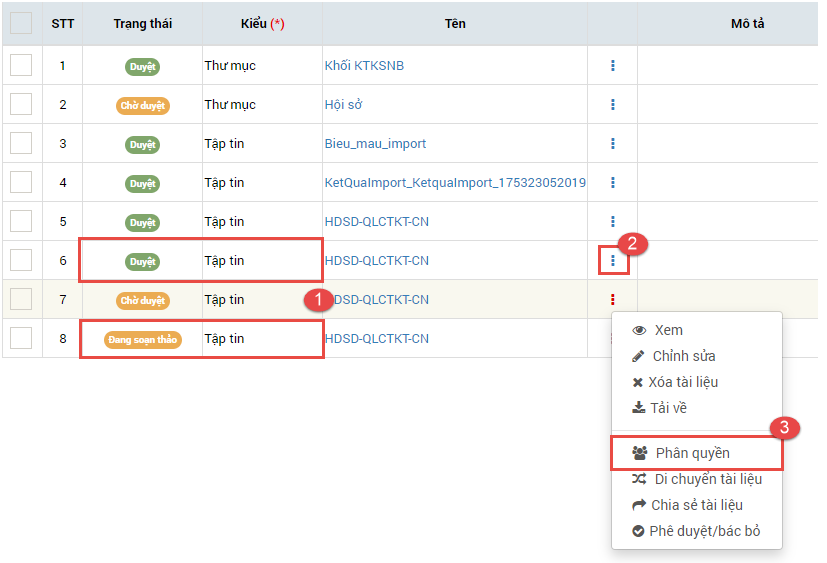 STT Trạng thái Kiểu (*) Tên Mô tả
1 Duyệt Thư mục Khối KTKSNB
2 Chờ duyệt Thư mục Hội sở
3 Duyệt Tập tin Bieu_mau_import
4 Duyệt Tập tin KetQuaImport_KetquaImport_175323052019
5 Duyệt Tập tin HDSD-QLCTKT-CN
6 Duyệt Tập tin HDSD-QLCTKT-CN 2
7 Chờ duyệt Tập tin 1 HDSD-QLCTKT-CN
8 Đang soạn thảo Tập tin HDSD-QLCTKT-CN
Xem
Chỉnh sửa
Xóa tài liệu
Tải về
3
Phân quyền
Di chuyển tài liệu
Chia sẻ tài liệu
Phê duyệt/bác bỏ